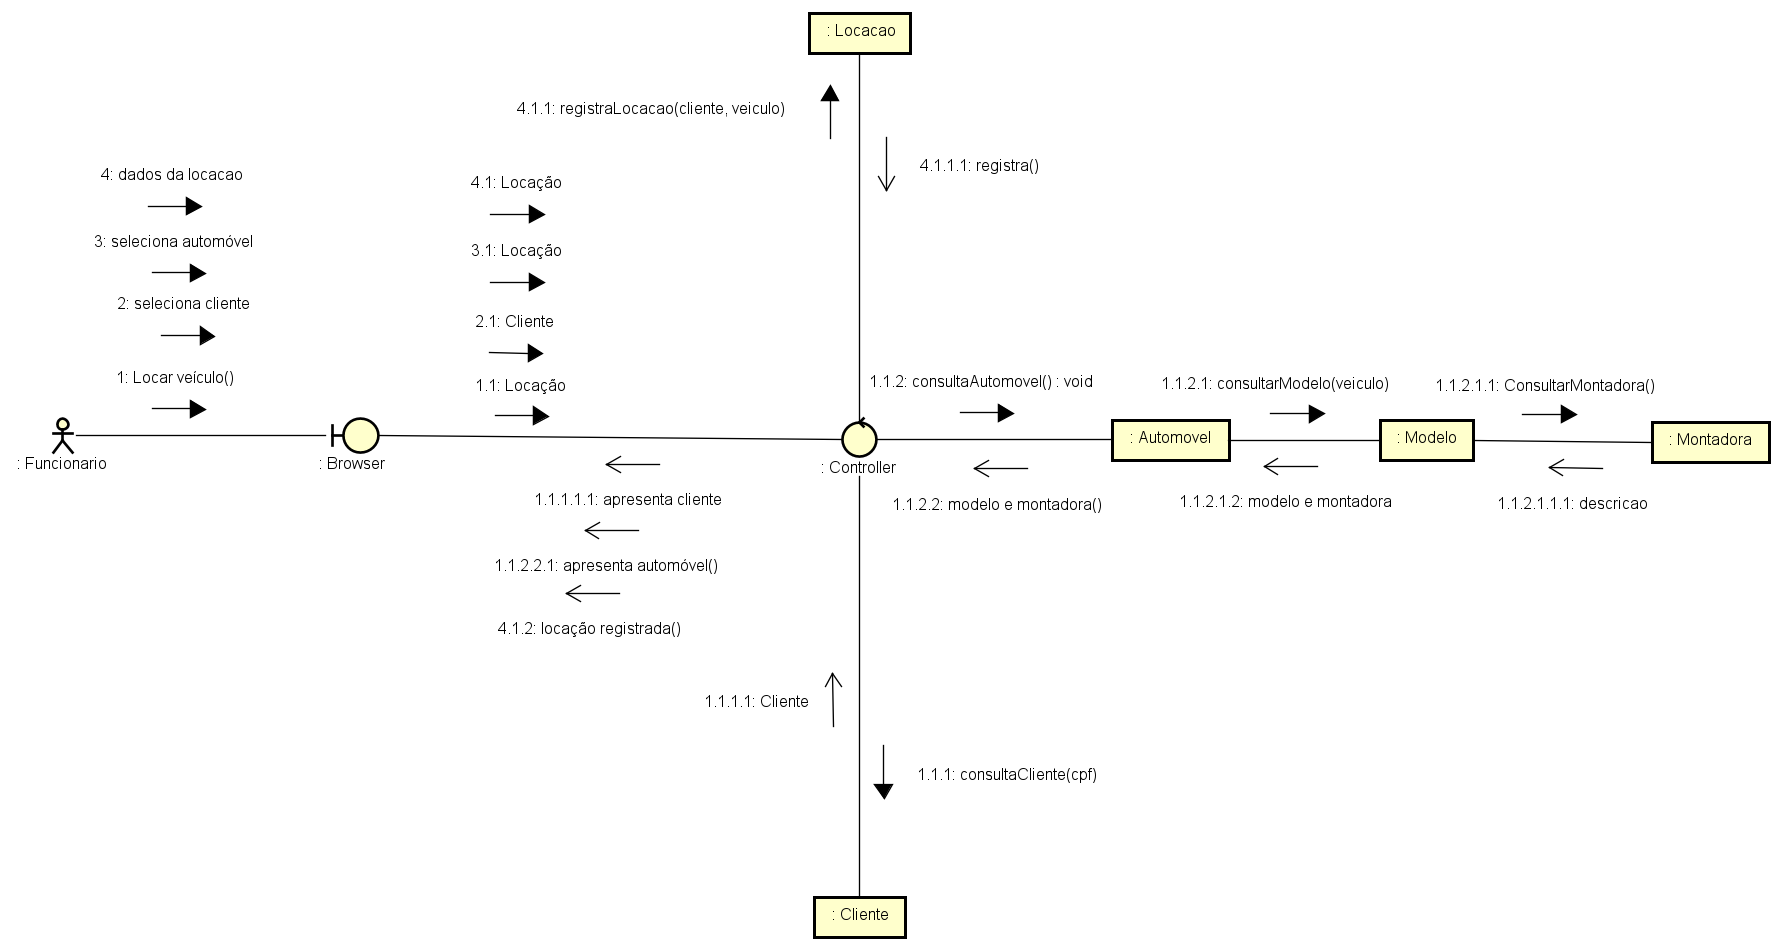 : Locacao
4.1.1: registraLocacao(cliente, veiculo)
4.1.1.1: registra()
4: dados da locacao
4.1: Locação
3: seleciona automóvel
3.1: Locação
2: seleciona cliente
2.1: Cliente
1: Locar veículo()
1.1: Locação
1.1.2: consultaAutomovel() : void
1.1.2.1: consultarModelo(veiculo)
1.1.2.1.1: ConsultarMontadora()
: Automovel
: Modelo
: Montadora
: Funcionario
: Browser
: Controller
1.1.1.1.1: apresenta cliente
1.1.2.2: modelo e montadora()
1.1.2.1.2: modelo e montadora
1.1.2.1.1.1: descricao
1.1.2.2.1: apresenta automóvel()
4.1.2: locação registrada()
1.1.1.1: Cliente
1.1.1: consultaCliente(cpf)
: Cliente